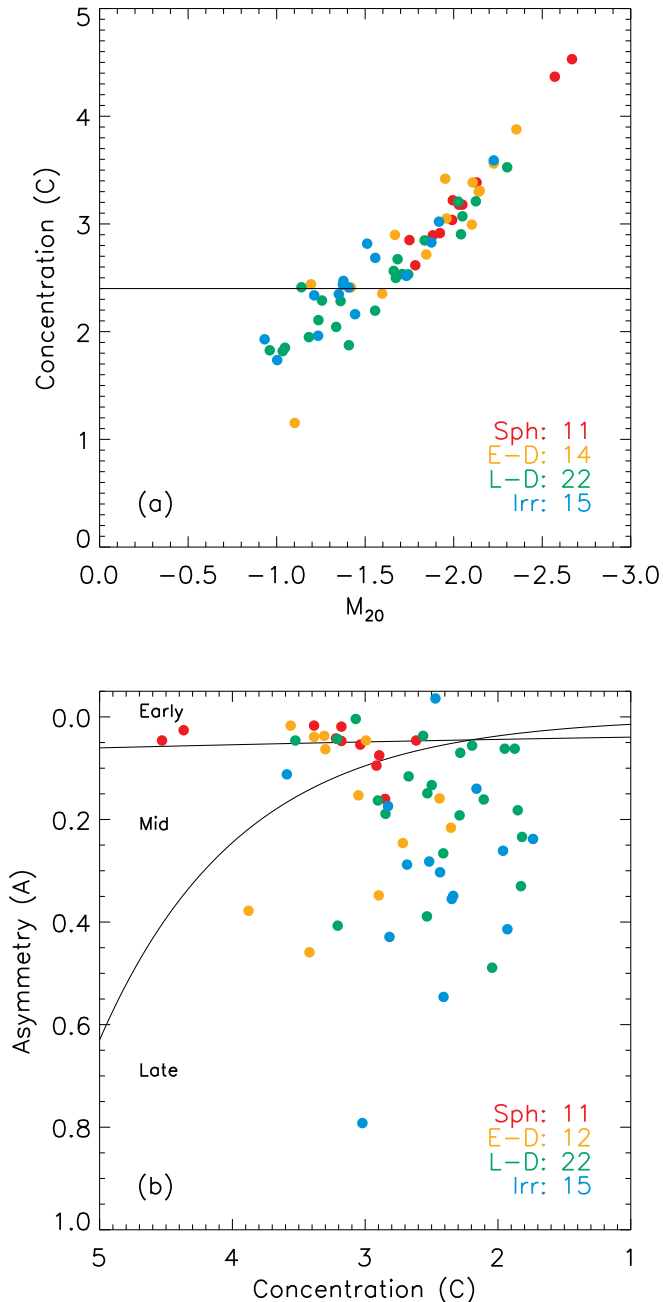 5
4
3
2
1
0
Concentration (C)
Sph: 11
E-D: 14
L-D: 22
Irr: 15
(a)
0.0 -0.5 -1.0 -1.5 -2.0 -2.5 -3.0
M20
Early
Mid
Late
0.0
0.2
0.4
0.6
0.8
1.0
Asymmetry (A)
Sph: 11
E-D: 12
L-D: 22
Irr: 15
(b)
5 4 3 2 1
Concentration (C)